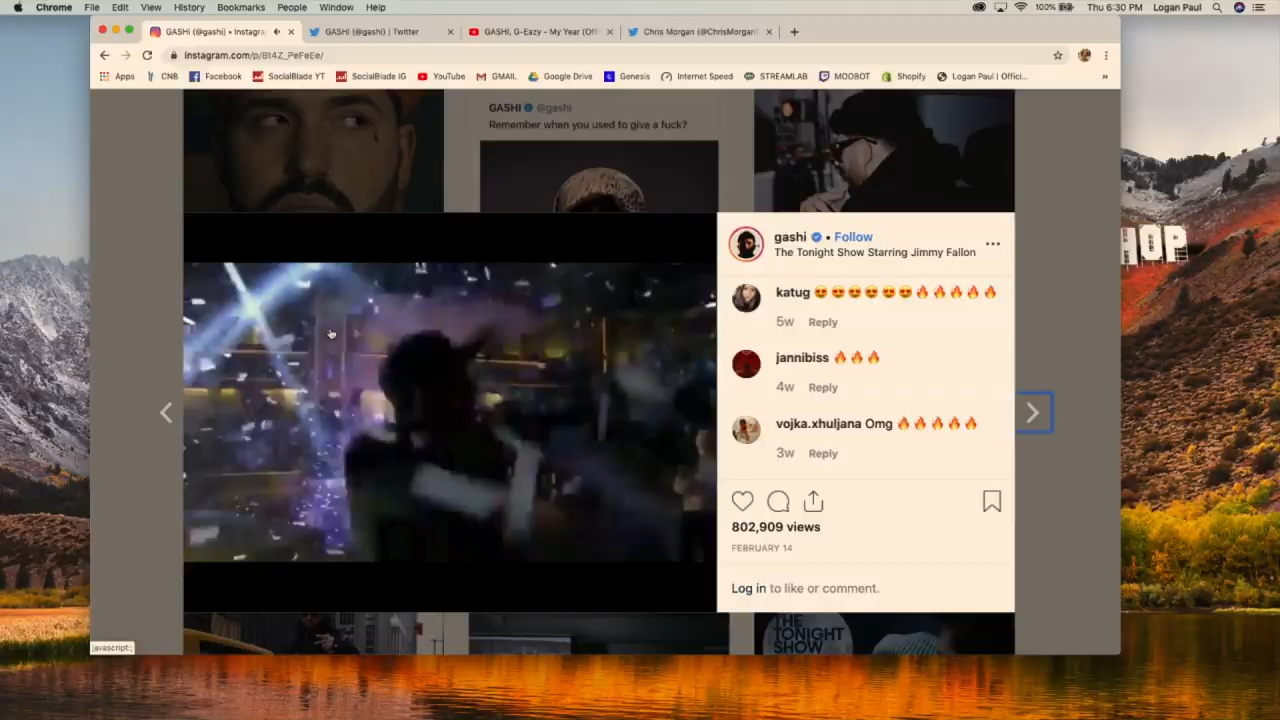 Chrome File Edit View History Bookmarks People Window Help 100% Thu 6:30 PM Logan Paul
GASHI (@gashi) • Instagra
GASHI (@gashi) | Twitter
GASHI, G-Eazy - My Year (Off
Chris Morgan (@ChrisMorgan1
instagram.com/p/Bt4Z_PeFeEe/
Apps CNB Facebook SocialBlade YT SocialBlade IG YouTube GMAIL Google Drive Genesis Internet Speed STREAMLAB MOOBOT Shopify Logan Paul | Offici...
GASHI @gashi
Remember when you used to give a fuck?
gashi • Follow
The Tonight Show Starring Jimmy Fallon
katug 😍😍😍😍😍😍🔥🔥🔥🔥🔥
5w Reply
jannibiss 🔥🔥🔥
4w Reply
vojka.xhuljana Omg 🔥🔥🔥🔥🔥
3w Reply
802,909 views
FEBRUARY 14
Log in to like or comment.
THE
TONIGHT
SHOW
javascript:;